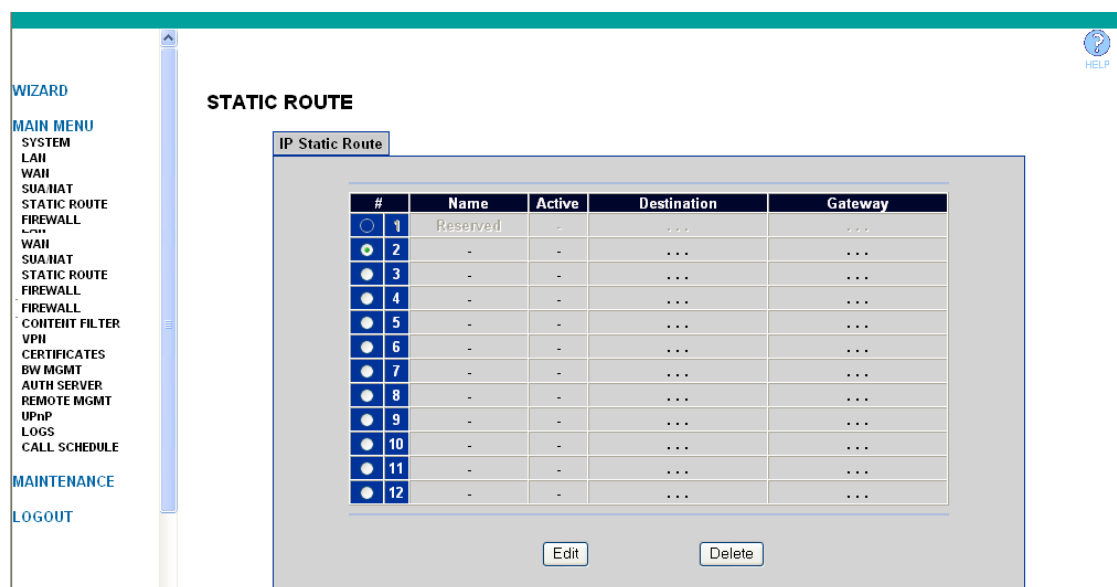 HELP
WIZARD
MAIN MENU
SYSTEM
LAN
WAN
SUA/NAT
STATIC ROUTE
FIREWALL
WAN
SUA/NAT
STATIC ROUTE
FIREWALL
FIREWALL
CONTENT FILTER
VPN
CERTIFICATES
BW MGMT
AUTH SERVER
REMOTE MGMT
UPnP
LOGS
CALL SCHEDULE
MAINTENANCE
LOGOUT
STATIC ROUTE
IP Static Route
# Name Active Destination Gateway
1 Reserved - . . . . . .
2 - - . . . . . .
3 - - . . . . . .
4 - - . . . . . .
5 - - . . . . . .
6 - - . . . . . .
7 - - . . . . . .
8 - - . . . . . .
9 - - . . . . . .
10 - - . . . . . .
11 - - . . . . . .
12 - - . . . . . .
Edit Delete